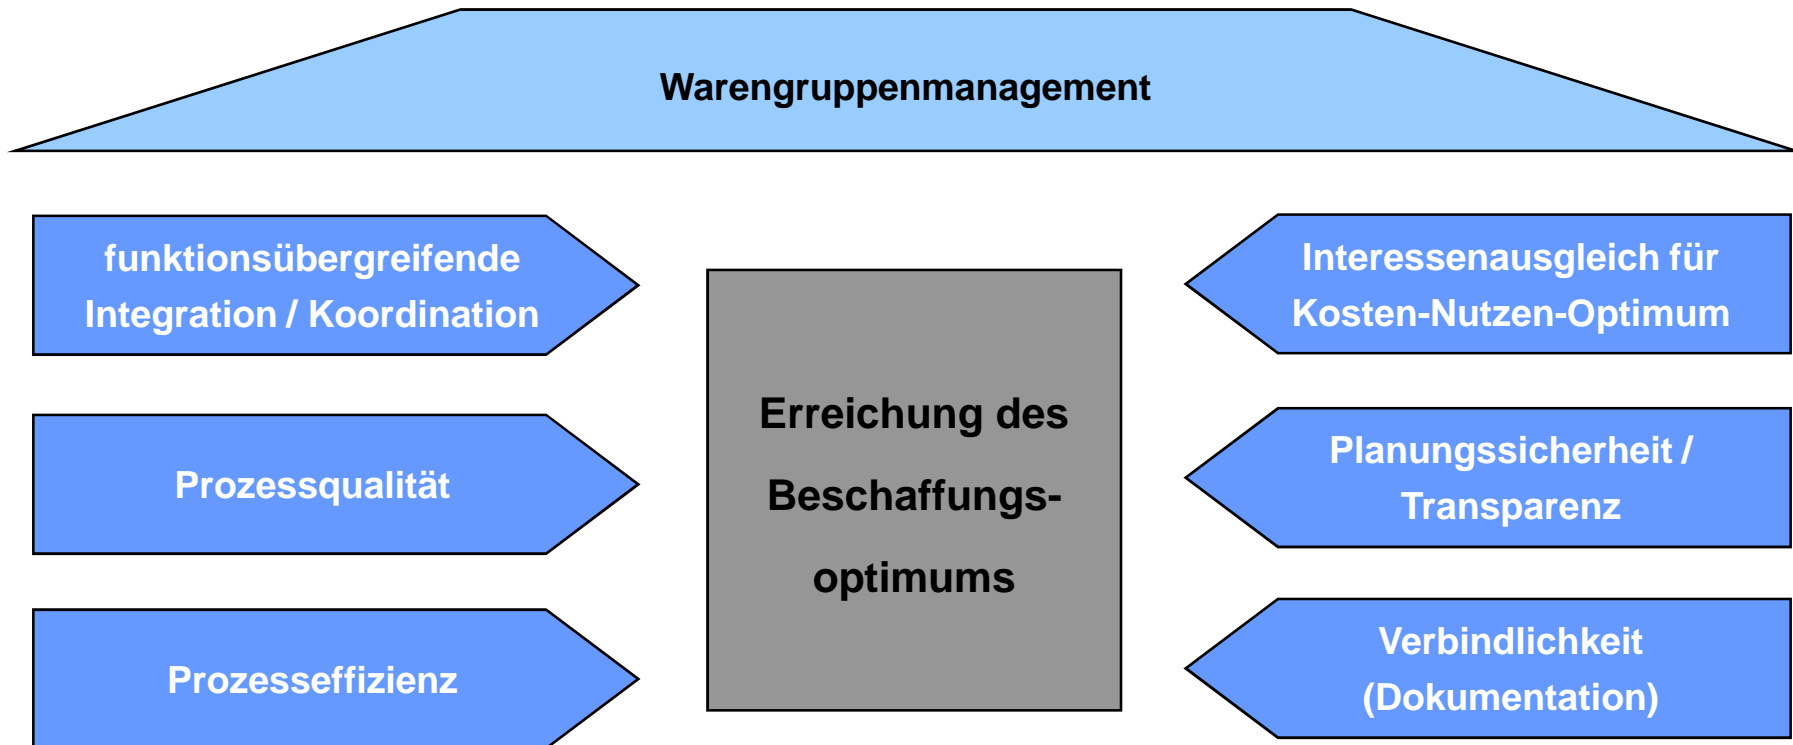 Warengruppenmanagement
funktionsübergreifende
Integration / Koordination
Prozessqualität
Prozesseffizienz
Erreichung des
Beschaffungs-
optimums
Interessenausgleich für
Kosten-Nutzen-Optimum
Planungssicherheit /
Transparenz
Verbindlichkeit
(Dokumentation)